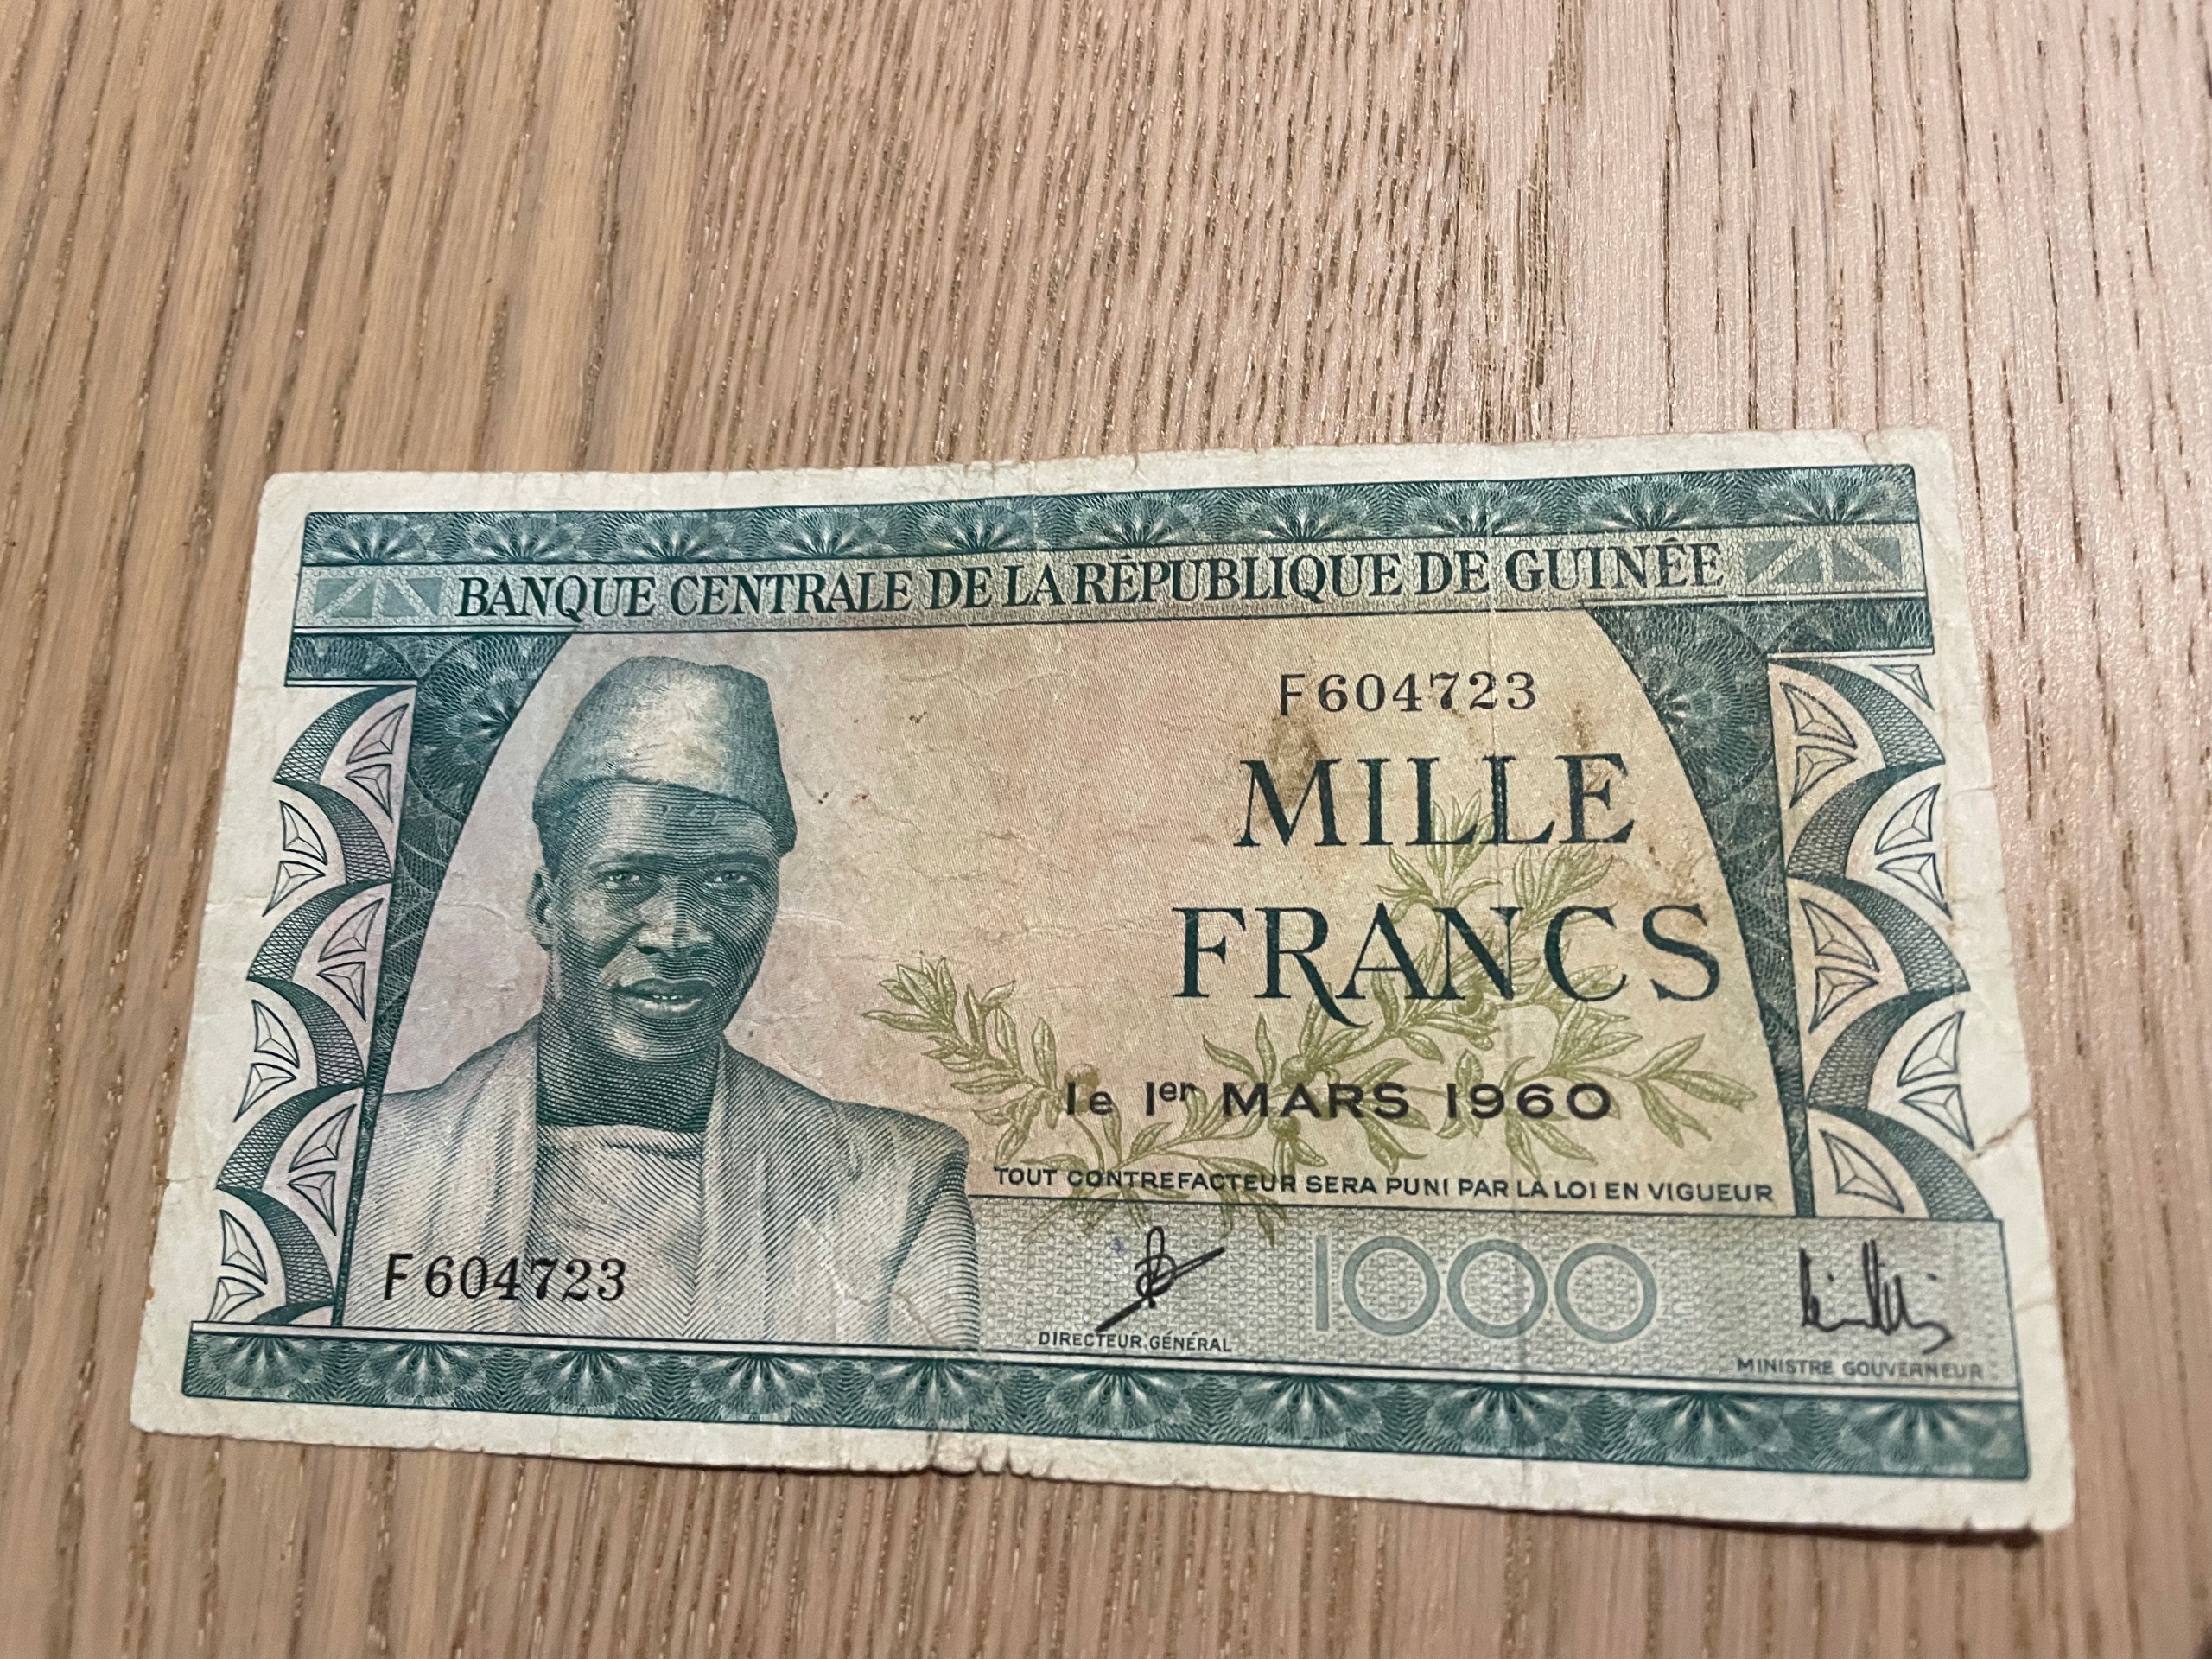 BANQUE CENTRALE DE LA RÉPUBLIQUE DE GUINÉE
F604723
MILLE
FRANCS
le 1er MARS 1960
TOUT CONTREFACTEUR SERA PUNI PAR LA LOI EN VIGUEUR
F604723
1000
DIRECTEUR GÉNÉRAL
MINISTRE GOUVERNEUR